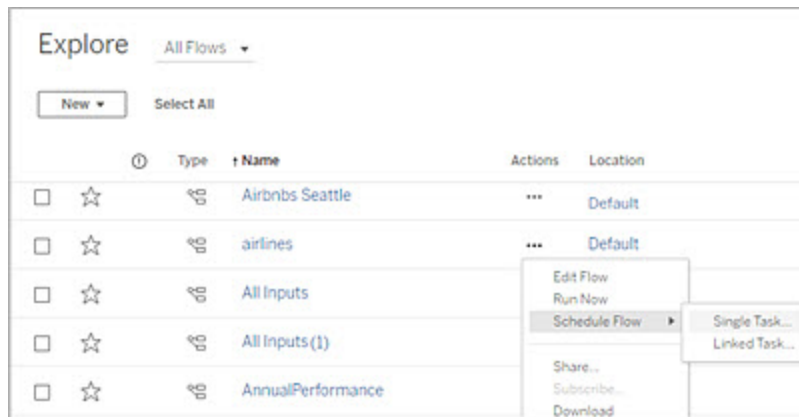 Explore All Flows
New Select All
Type Name Actions Location
Airbnbs Seattle Default
airlines Default
Edit Flow
All Inputs
Run Now
Schedule Flow Single Task...
All Inputs (1) Linked Task...
Share...
AnnualPerformance Subscribe...
Download